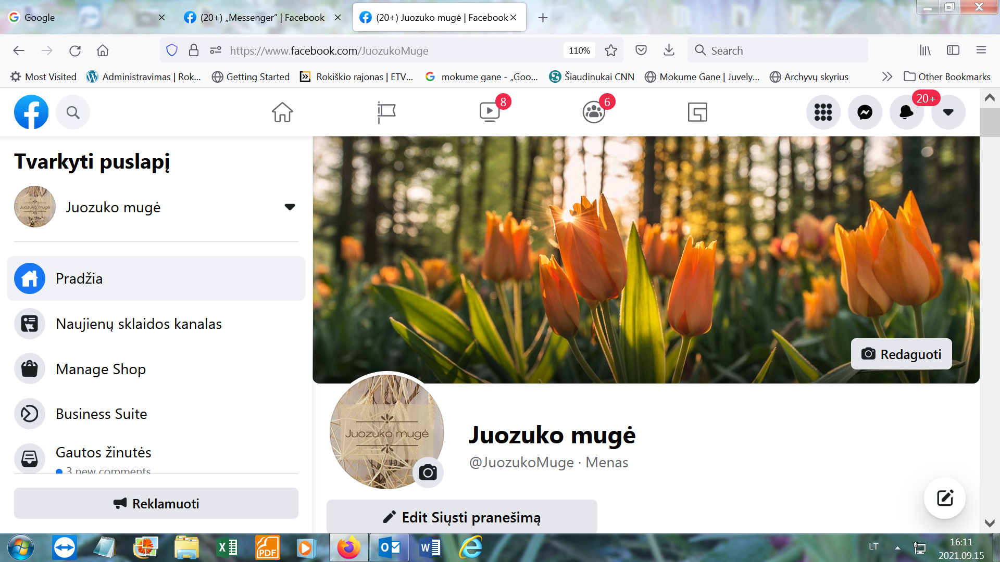 Google
(20+) „Messenger“ | Facebook
(20+) Juozuko mugė | Facebook
https://www.facebook.com/JuozukoMuge
110%
Search
Most Visited
Administravimas | Rok...
Getting Started
Rokiškio rajonas | ETV...
mokume gane - „Goo...
Šiaudinukai CNN
Mokume Gane | Juvely...
Archyvų skyrius
Other Bookmarks
8
6
20+
Tvarkyti puslapį
Juozuko mugė
Juozuko mugė
Pradžia
Naujienų sklaidos kanalas
Manage Shop
Business Suite
Gautos žinutės
3 new comments
Reklamuoti
Redaguoti
Juozuko mugė
Juozuko mugė
@JuozukoMuge · Menas
Edit Siųsti pranešimą
PDF
LT
16:11
2021.09.15